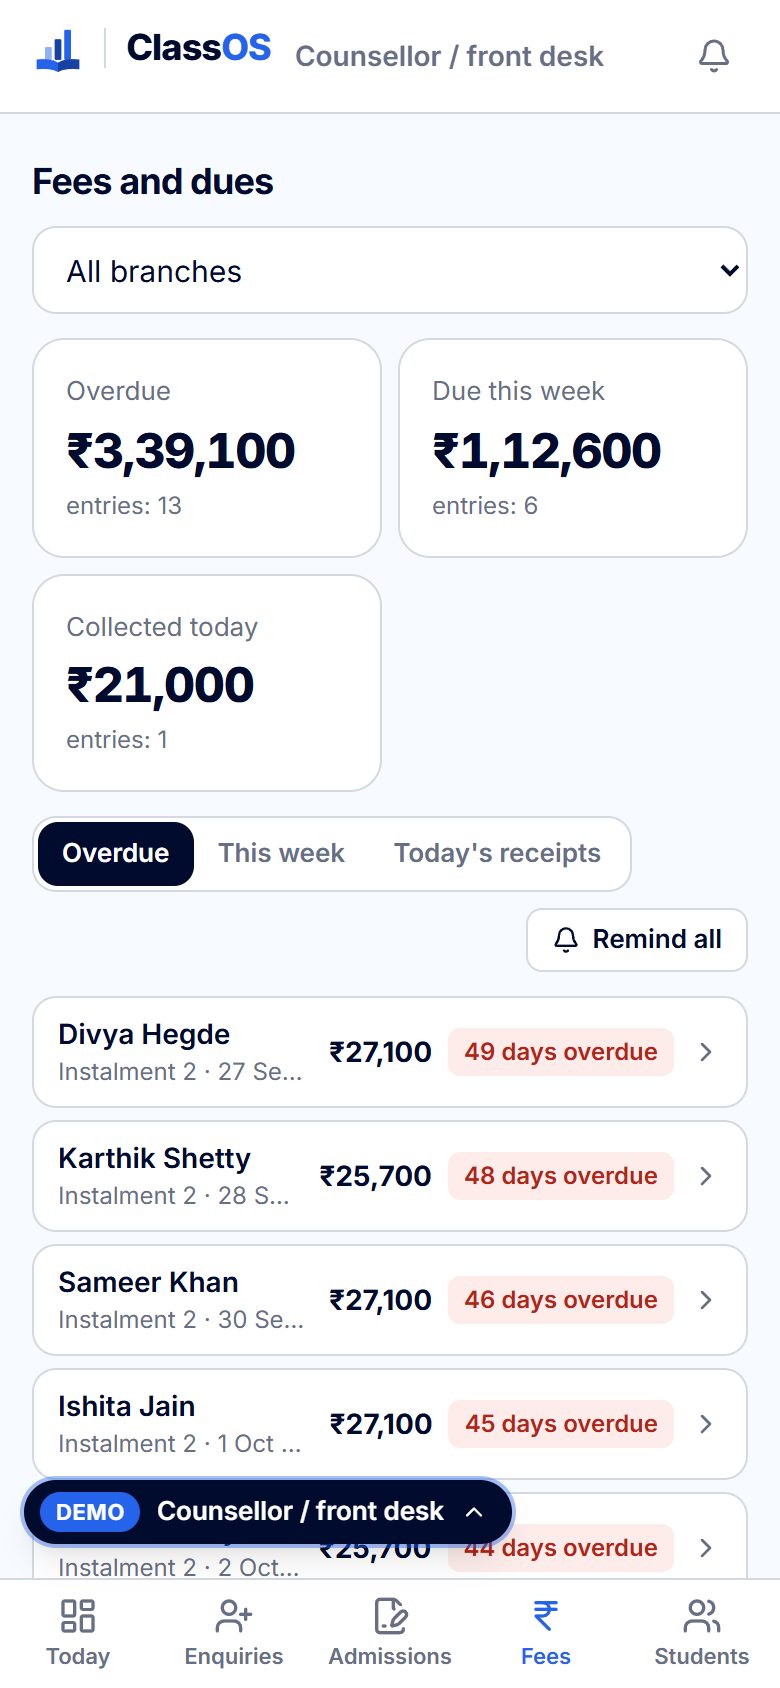 ClassOS Counsellor / front desk
Fees and dues
All branches
Overdue
₹3,39,100
entries: 13
Due this week
₹1,12,600
entries: 6
Collected today
₹21,000
entries: 1
Overdue This week Today's receipts
Remind all
Divya Hegde
Instalment 2 · 27 Se...
₹27,100 49 days overdue
Karthik Shetty
Instalment 2 · 28 S...
₹25,700 48 days overdue
Sameer Khan
Instalment 2 · 30 Se...
₹27,100 46 days overdue
Ishita Jain
Instalment 2 · 1 Oct ...
₹27,100 45 days overdue
DEMO Counsellor / front desk
Instalment 2 · 2 Oct...
₹25,700 44 days overdue
Today Enquiries Admissions Fees Students